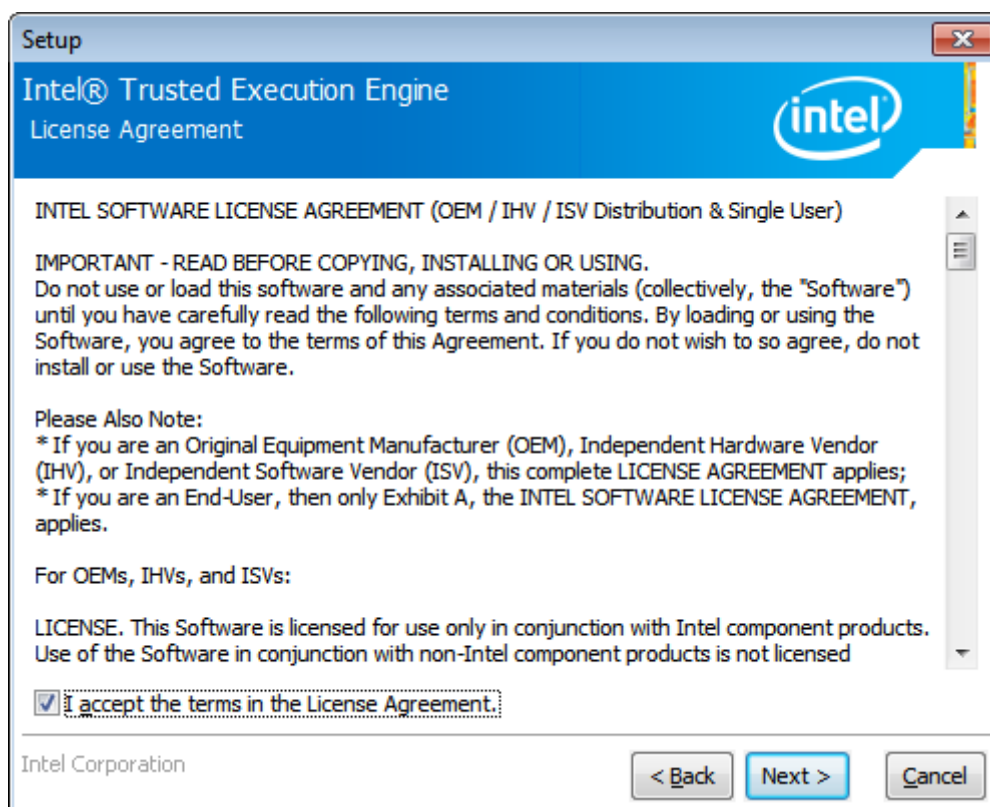 Setup
Intel® Trusted Execution Engine
License Agreement
intel
INTEL SOFTWARE LICENSE AGREEMENT (OEM / IHV / ISV Distribution & Single User)
IMPORTANT - READ BEFORE COPYING, INSTALLING OR USING.
Do not use or load this software and any associated materials (collectively, the "Software")
until you have carefully read the following terms and conditions. By loading or using the
Software, you agree to the terms of this Agreement. If you do not wish to so agree, do not
install or use the Software.
Please Also Note:
* If you are an Original Equipment Manufacturer (OEM), Independent Hardware Vendor
(IHV), or Independent Software Vendor (ISV), this complete LICENSE AGREEMENT applies;
* If you are an End-User, then only Exhibit A, the INTEL SOFTWARE LICENSE AGREEMENT,
applies.
For OEMs, IHVs, and ISVs:
LICENSE. This Software is licensed for use only in conjunction with Intel component products.
Use of the Software in conjunction with non-Intel component products is not licensed
I accept the terms in the License Agreement.
Intel Corporation
< Back
Next >
Cancel